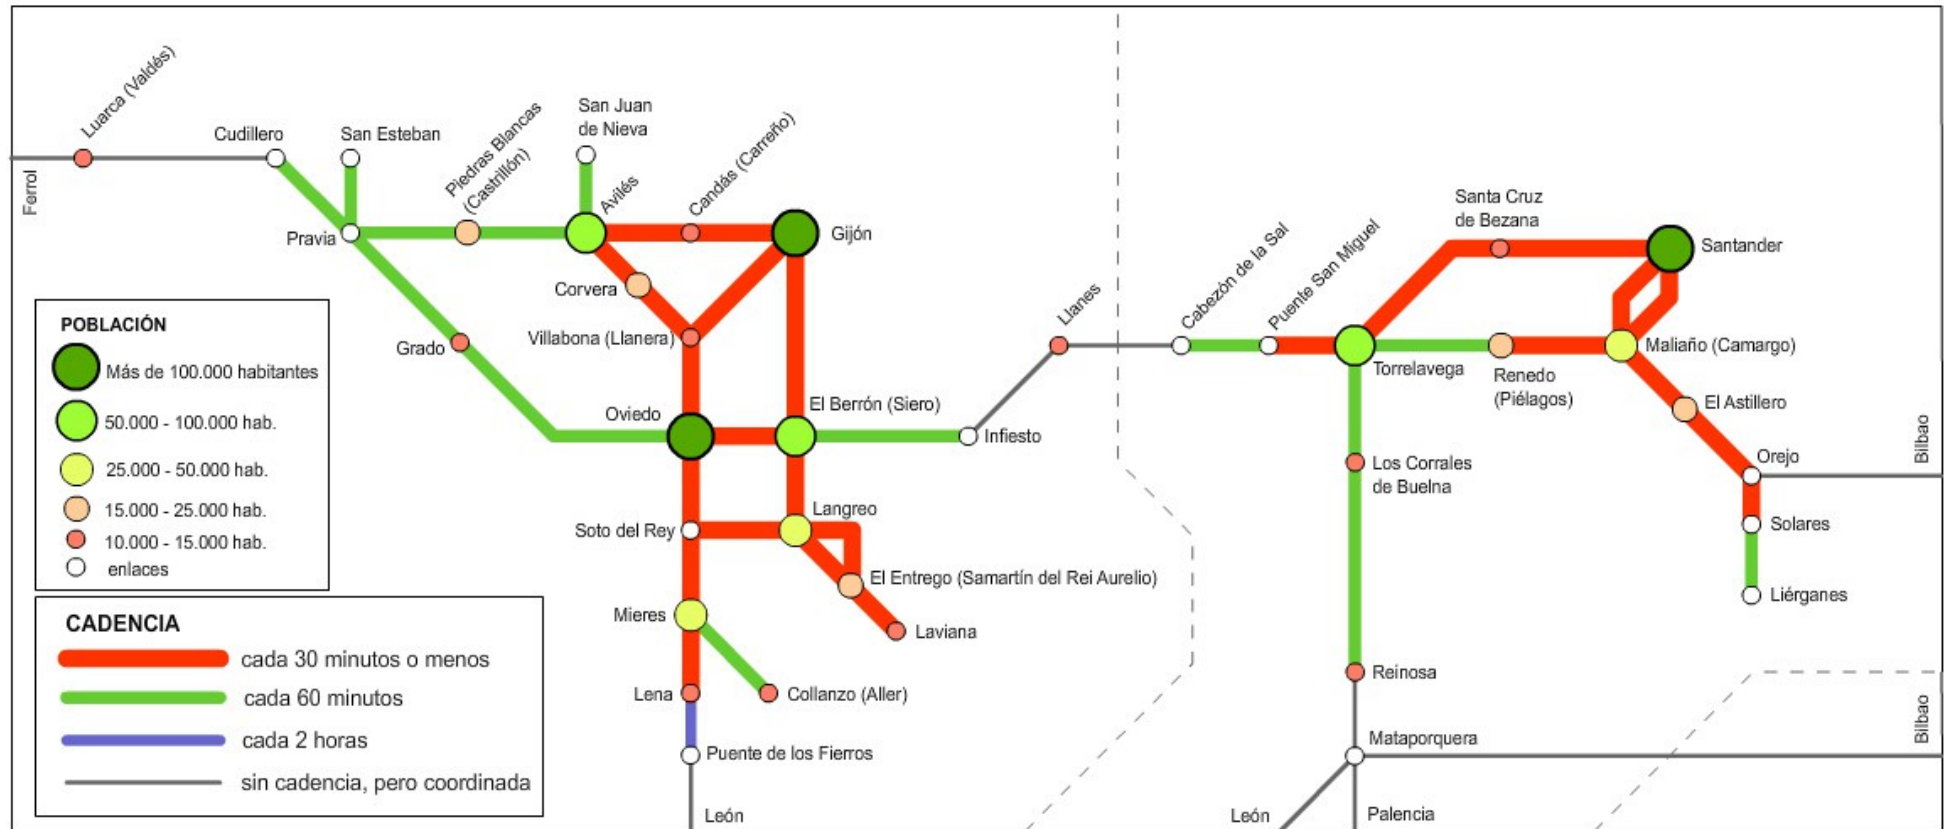 Luarca (Valdés)
Ferrol
Cudillero
San Esteban
Piedras Blancas
(Castrillón)
San Juan
de Nieva
Avilés
Candás (Carreño)
Gijón
Pravia
Corvera
Villabona (Llanera)
Grado
Oviedo
El Berrón (Siero)
Infiesto
Llanes
Soto del Rey
Langreo
El Entrego (Samartín del Rei Aurelio)
Laviana
Mieres
Lena
Collanzo (Aller)
Puente de los Fierros
León
Cabezón de la Sal
Puente San Miguel
Torrelavega
Santa Cruz
de Bezana
Santander
Renedo
(Piélagos)
Maliaño (Camargo)
El Astillero
Orejo
Bilbao
Solares
Liérganes
Los Corrales
de Buelna
Reinosa
Mataporquera
Bilbao
León
Palencia
POBLACIÓN
Más de 100.000 habitantes
50.000 - 100.000 hab.
25.000 - 50.000 hab.
15.000 - 25.000 hab.
10.000 - 15.000 hab.
enlaces
CADENCIA
cada 30 minutos o menos
cada 60 minutos
cada 2 horas
sin cadencia, pero coordinada